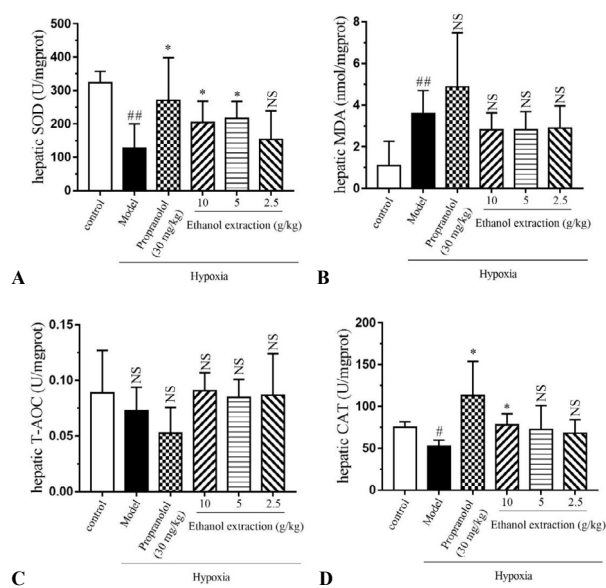 hepatic SOD (U/mgprot)
500
400
300
200
100
0
##
*
*
*
NS
control
Model
Propranolol
(30 mg/kg)
10 5 2.5
Ethanol extraction (g/kg)
Hypoxia
A
hepatic MDA (nmol/mgprot)
8
6
4
2
0
##
NS
NS
NS
NS
control
Model
Propranolol
(30 mg/kg)
10 5 2.5
Ethanol extraction (g/kg)
Hypoxia
B
hepatic T-AOC (U/mgprot)
0.15
0.10
0.05
0.00
NS
NS
NS
NS
NS
control
Model
Propranolol
(30 mg/kg)
10 5 2.5
Ethanol extraction (g/kg)
Hypoxia
C
hepatic CAT (U/mgprot)
200
150
100
75
50
25
0
#
*
*
NS
NS
control
Model
Propranolol
(30 mg/kg)
10 5 2.5
Ethanol extraction (g/kg)
Hypoxia
D